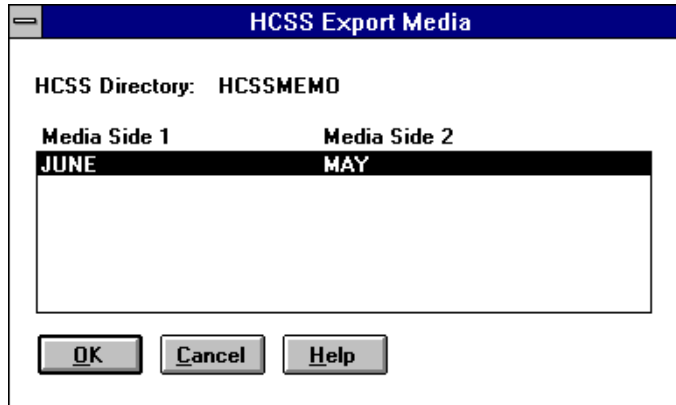 HCSS Export Media
HCSS Directory: HCSSMEMO
Media Side 1 Media Side 2
JUNE MAY
OK Cancel Help